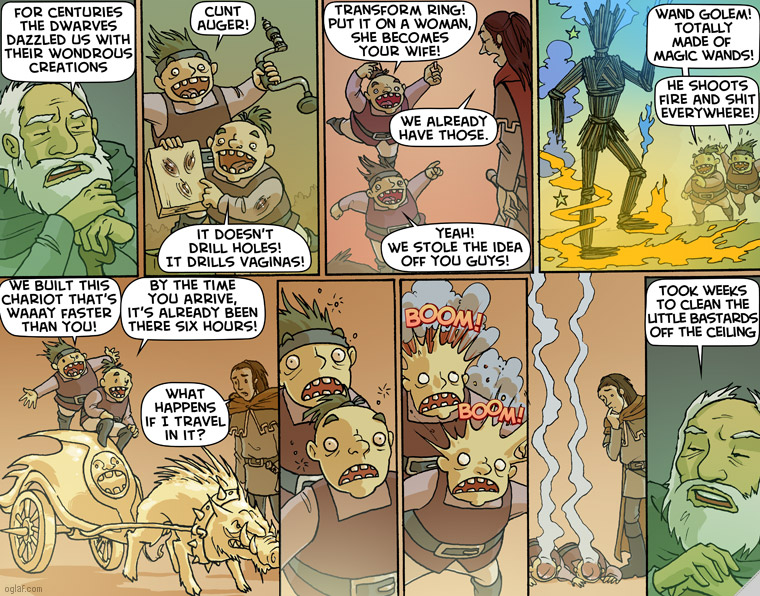 FOR CENTURIES
THE DWARVES
DAZZLED US WITH
THEIR WONDROUS
CREATIONS
CUNT
AUGER!
IT DOESN'T
DRILL HOLES!
IT DRILLS VAGINAS!
TRANSFORM RING!
PUT IT ON A WOMAN,
SHE BECOMES
YOUR WIFE!
WE ALREADY
HAVE THOSE.
YEAH!
WE STOLE THE IDEA
OFF YOU GUYS!
WAND GOLEM!
TOTALLY
MADE OF
MAGIC WANDS!
HE SHOOTS
FIRE AND SHIT
EVERYWHERE!
WE BUILT THIS
CHARIOT THAT'S
WAAAY FASTER
THAN YOU!
BY THE TIME
YOU ARRIVE,
IT'S ALREADY BEEN
THERE SIX HOURS!
WHAT
HAPPENS
IF I TRAVEL
IN IT?
BOOM!
BOOM!
TOOK WEEKS
TO CLEAN THE
LITTLE BASTARDS
OFF THE CEILING
oglaf.com